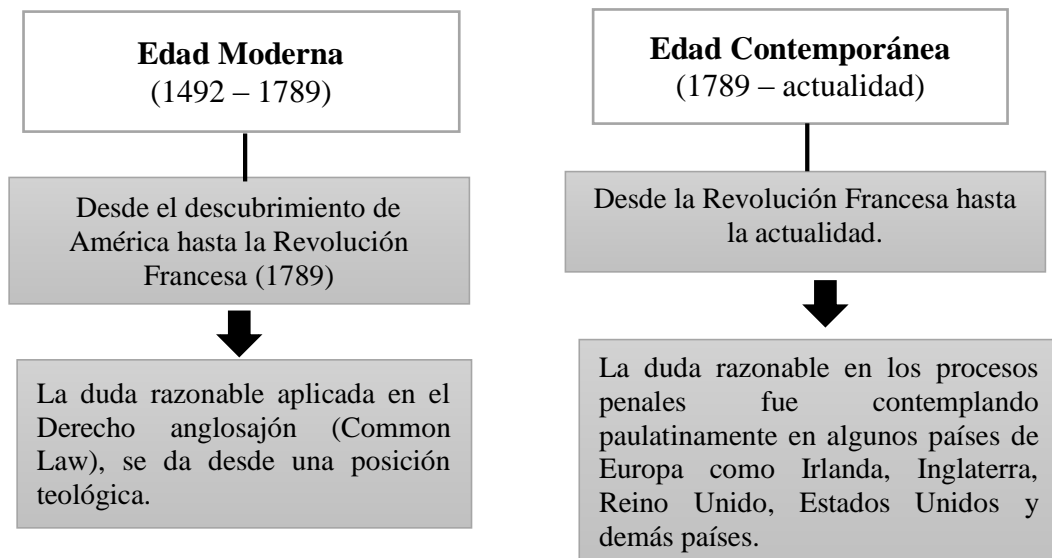 Edad Moderna
(1492 – 1789)
Desde el descubrimiento de
América hasta la Revolución
Francesa (1789)
La duda razonable aplicada en el
Derecho anglosajón (Common
Law), se da desde una posición
teológica.
Edad Contemporánea
(1789 – actualidad)
Desde la Revolución Francesa hasta
la actualidad.
La duda razonable en los procesos
penales fue contemplando
paulatinamente en algunos países de
Europa como Irlanda, Inglaterra,
Reino Unido, Estados Unidos y
demás países.